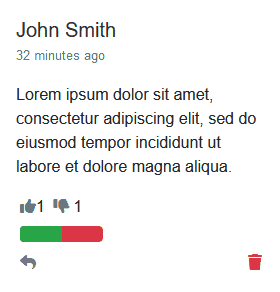 John Smith
32 minutes ago
Lorem ipsum dolor sit amet,
consectetur adipiscing elit, sed do
eiusmod tempor incididunt ut
labore et dolore magna aliqua.
1 1